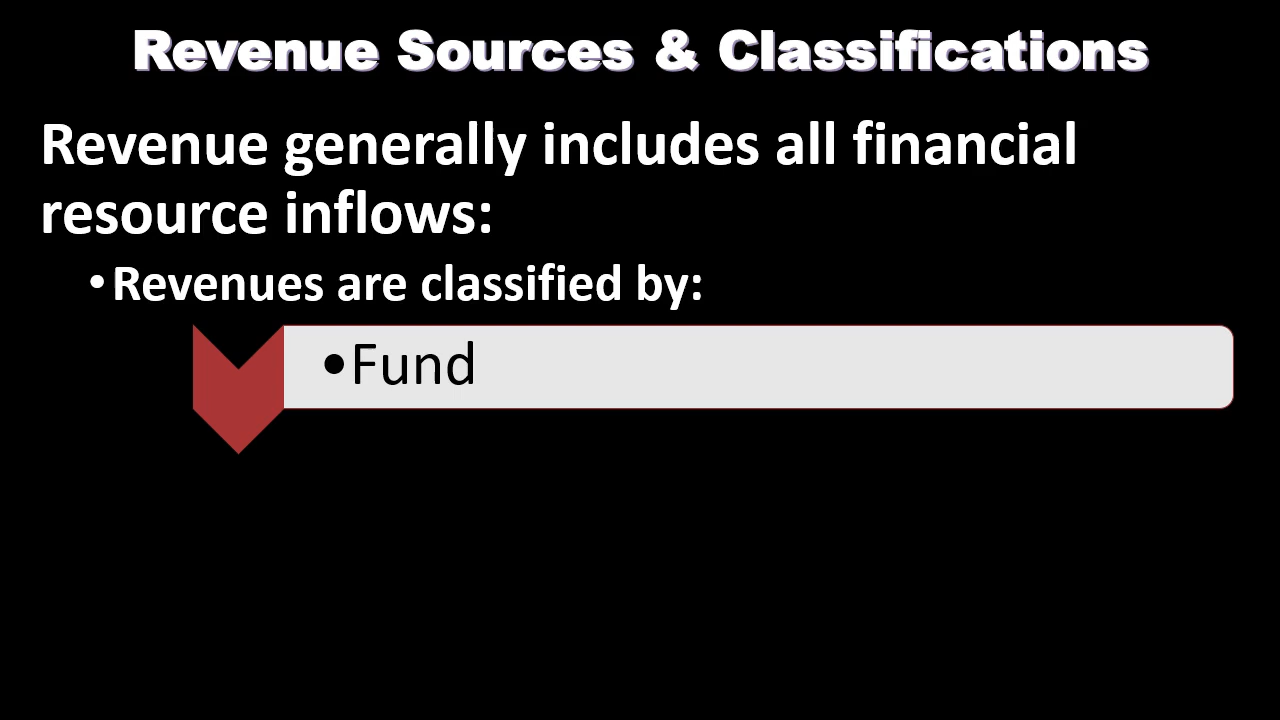 Revenue Sources & Classifications
Revenue generally includes all financial
resource inflows:
•Revenues are classified by:
•Fund